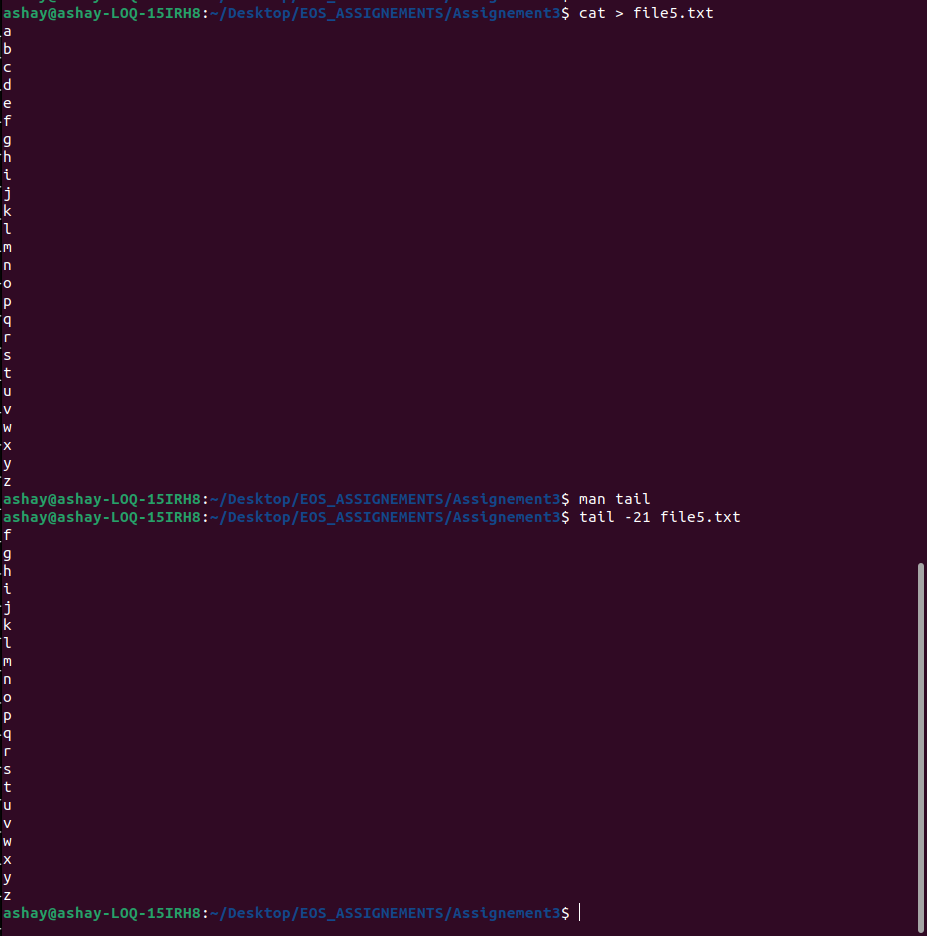 ashay@ashay-LOQ-15IRH8:~/Desktop/EOS_ASSIGNEMENTS/Assignement3$ cat > file5.txt
a
b
c
d
e
f
g
h
i
j
k
l
m
n
o
p
q
r
s
t
u
v
w
x
y
z
ashay@ashay-LOQ-15IRH8:~/Desktop/EOS_ASSIGNEMENTS/Assignement3$ man tail
ashay@ashay-LOQ-15IRH8:~/Desktop/EOS_ASSIGNEMENTS/Assignement3$ tail -21 file5.txt
f
g
h
i
j
k
l
m
n
o
p
q
r
s
t
u
v
w
x
y
z
ashay@ashay-LOQ-15IRH8:~/Desktop/EOS_ASSIGNEMENTS/Assignement3$